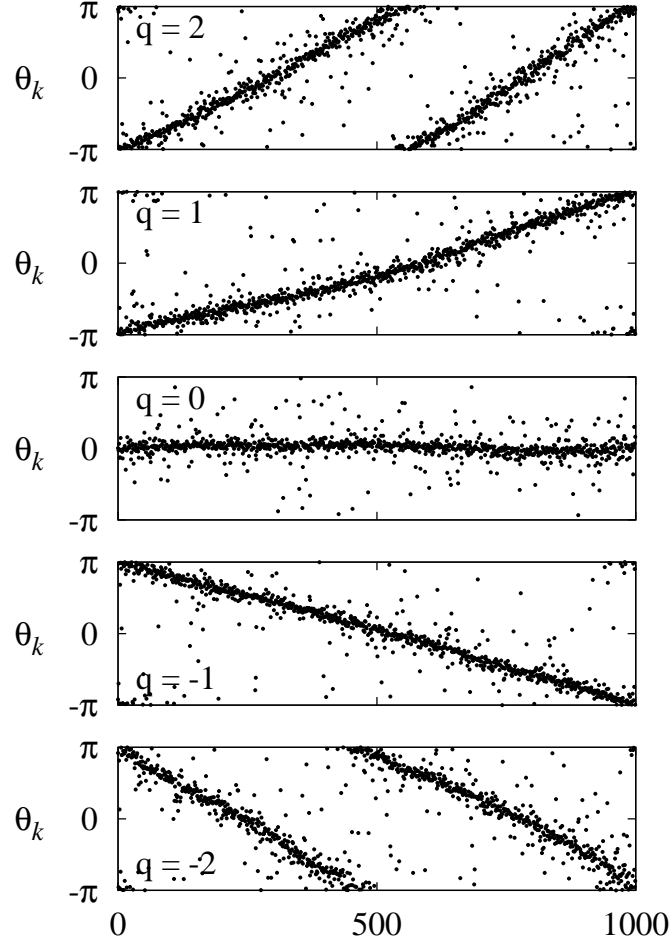 π
q = 2
θk 0
-π
π
q = 1
θk 0
-π
π
q = 0
θk 0
-π
π
θk 0
q = -1
-π
π
θk 0
q = -2
-π
0 500 1000